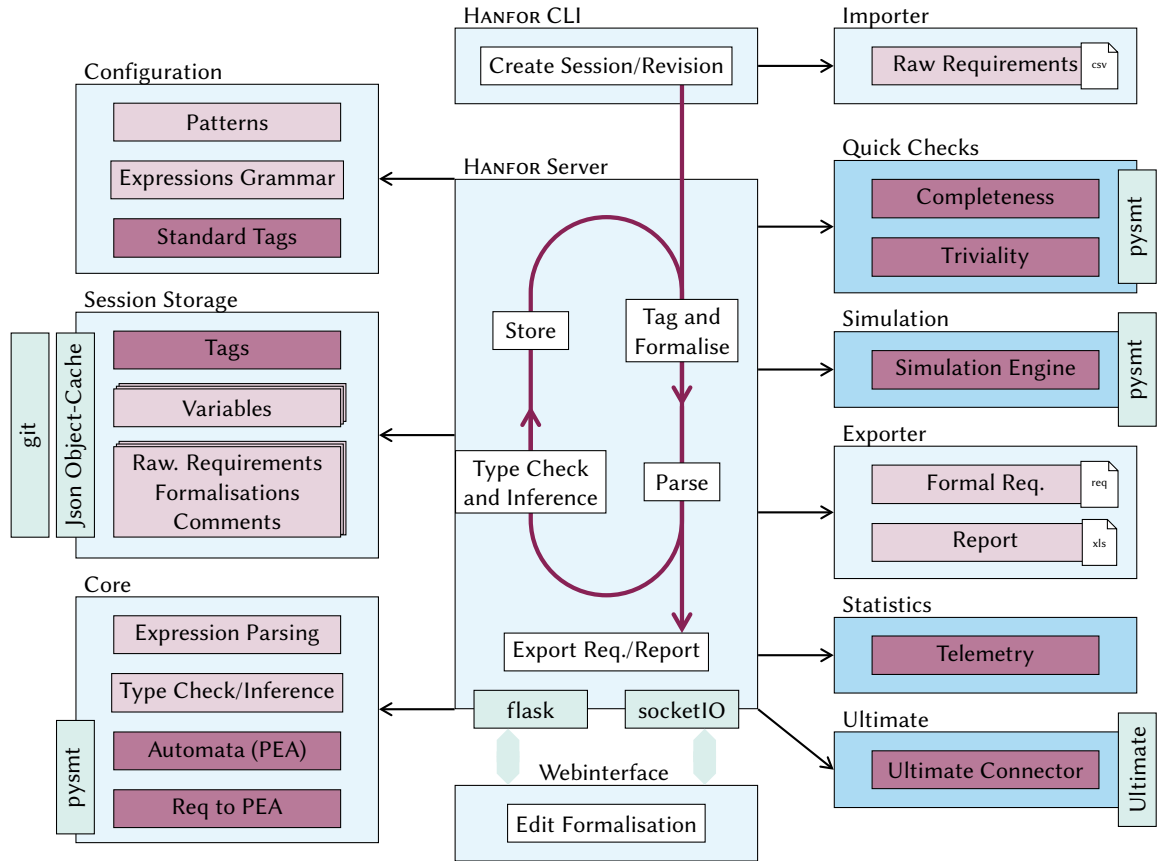 Configuration
Patterns
Expressions Grammar
Standard Tags
Session Storage
git
Json Object-Cache
Tags
Variables
Raw. Requirements
Formalisations
Comments
Core
pysmt
Expression Parsing
Type Check/Inference
Automata (PEA)
Req to PEA
HANFOR CLI
Create Session/Revision
HANFOR SERVER
Store
Tag and
Formalise
Type Check
and Inference
Parse
Export Req./Report
flask
socketIO
Webinterface
Edit Formalisation
Importer
Raw Requirements
csv
Quick Checks
Completeness
Triviality
pysmt
Simulation
Simulation Engine
pysmt
Exporter
Formal Req.
req
Report
xls
Statistics
Telemetry
Ultimate
Ultimate Connector
Ultimate